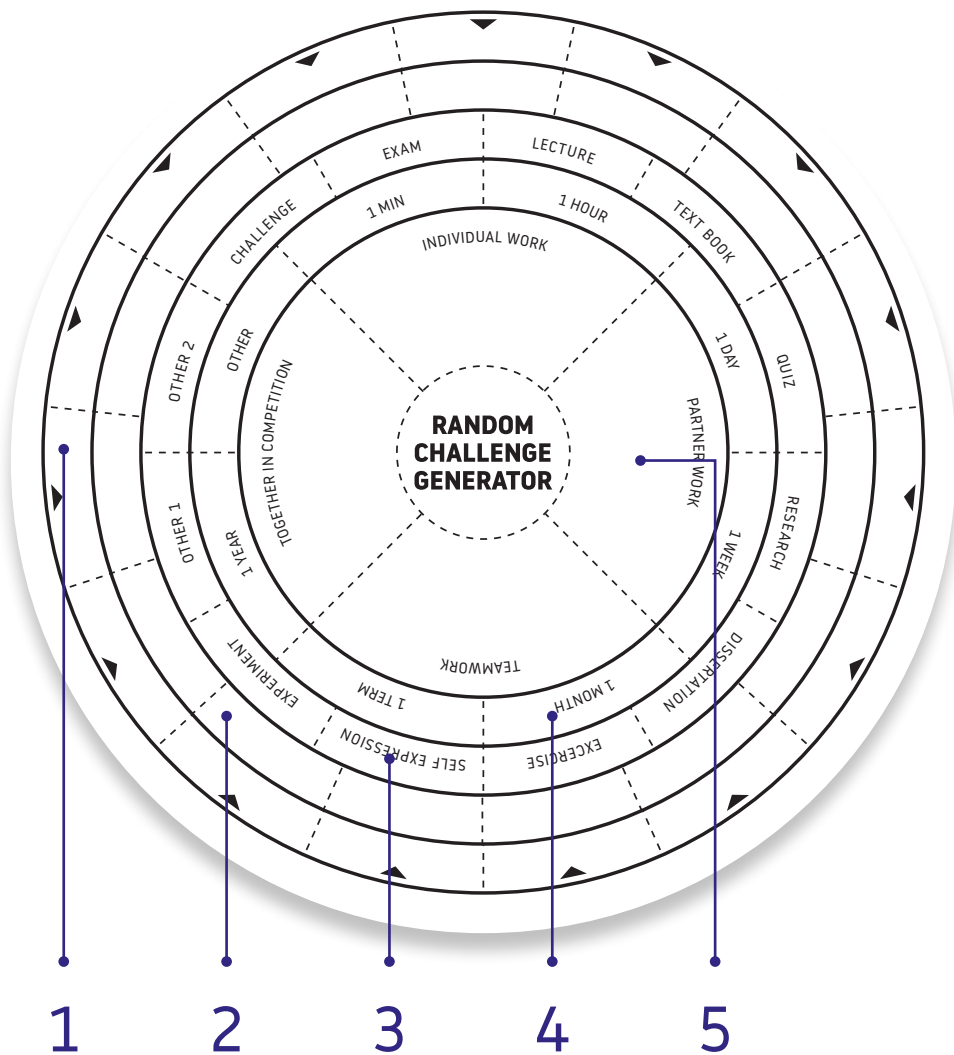 EXAM
LECTURE
TEXT BOOK
QUIZ
RESEARCH
DISSERTATION
EXCERCISE
SELF EXPRESSION
EXPERIMENT
OTHER 1
OTHER 2
CHALLENGE
1 MIN
1 HOUR
1 DAY
1 WEEK
1 MONTH
1 TERM
1 YEAR
OTHER
INDIVIDUAL WORK
PARTNER WORK
TEAMWORK
TOGETHER IN COMPETITION
RANDOM
CHALLENGE
GENERATOR
1 2 3 4 5